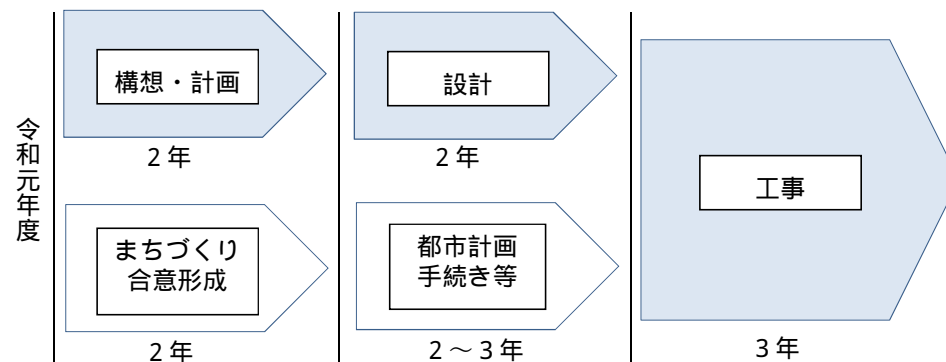 令和元年度
構想・計画
2年
設計
2年
まちづくり
合意形成
2年
都市計画
手続き等
2~3年
工事
3年